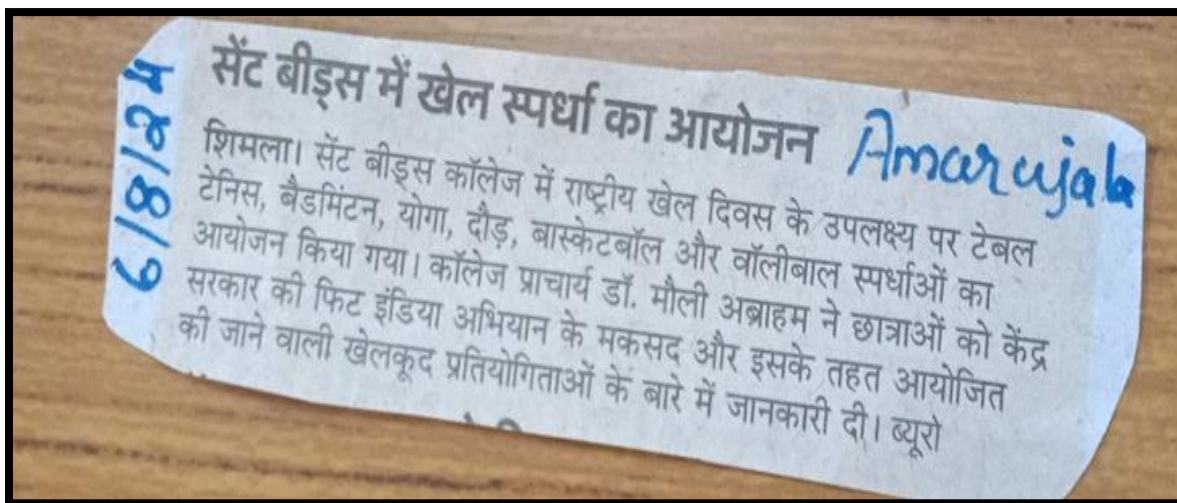 सेंट बीड्स में खेल स्पर्धा का आयोजन
Amarujala
6/8/24
शिमला। सेंट बीड्स कॉलेज में राष्ट्रीय खेल दिवस के उपलक्ष्य पर टेबल
टेनिस, बैडमिंटन, योगा, दौड़, बास्केटबॉल और वॉलीबाल स्पर्धाओं का
आयोजन किया गया। कॉलेज प्राचार्य डॉ. मौली अब्राहम ने छात्राओं को केंद्र
सरकार की फिट इंडिया अभियान के मकसद और इसके तहत आयोजित
की जाने वाली खेलकूद प्रतियोगिताओं के बारे में जानकारी दी। ब्यूरो